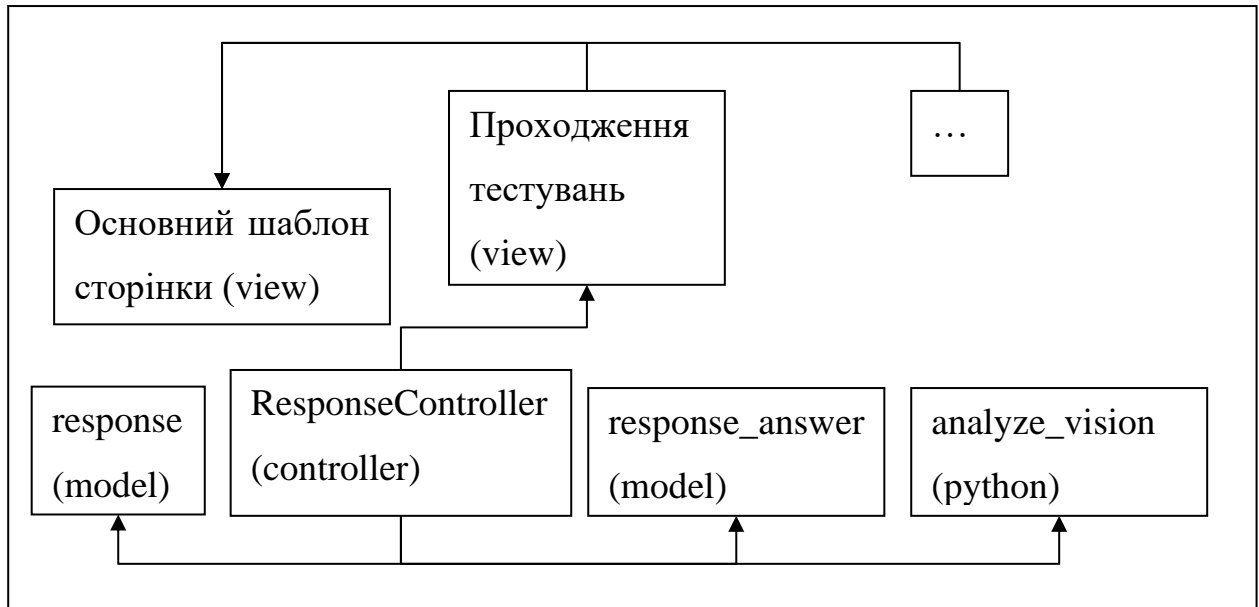 Проходження
тестувань
(view)
…
Основний шаблон
сторінки (view)
response
(model)
ResponseController
(controller)
response_answer
(model)
analyze_vision
(python)